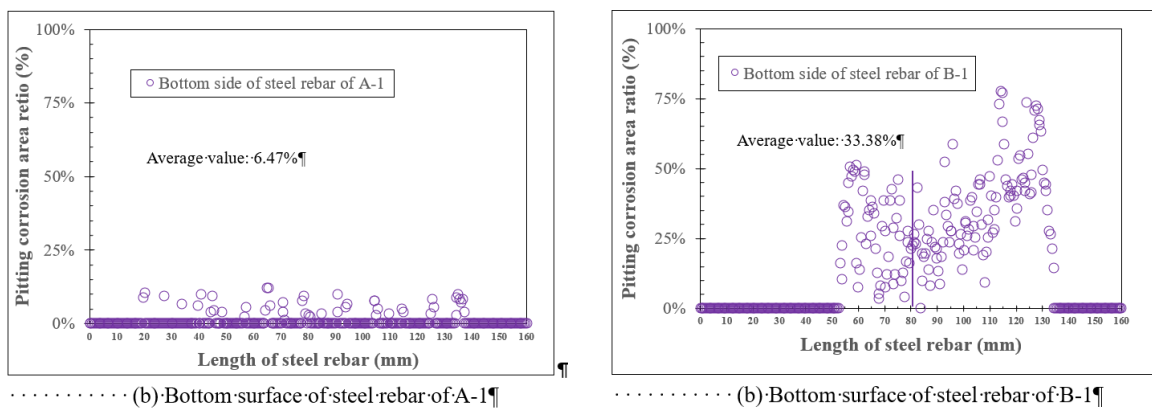 100%
75%
50%
25%
0%
Pitting corrosion area retio (%)
Bottom side of steel rebar of A-1
Average·value:·6.47%¶
0 10 20 30 40 50 60 70 80 90 100 110 120 130 140 150 160
Length of steel rebar (mm)
¶
··········(b)·Bottom·surface·of·steel·rebar·of·A-1¶
100%
75%
50%
25%
0%
Pitting corrosion area ratio (%)
Bottom side of steel rebar of B-1
Average·value:·33.38%¶
0 10 20 30 40 50 60 70 80 90 100 110 120 130 140 150 160
Length of steel rebar (mm)
··········(b)·Bottom·surface·of·steel·rebar·of·B-1¶